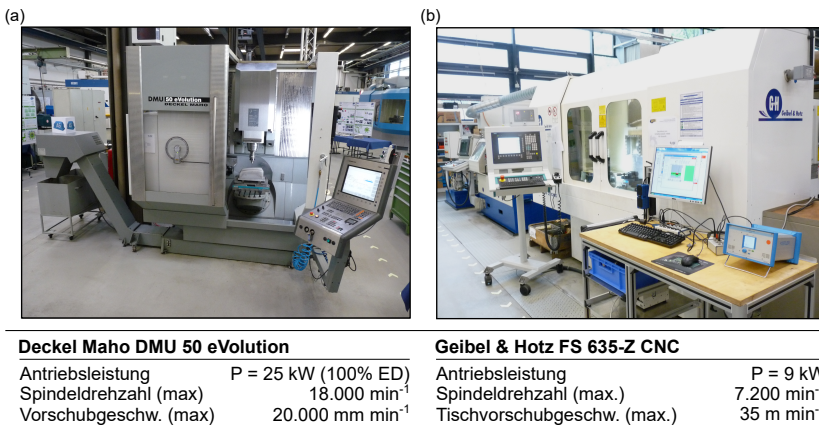 (a)
(b)
DMU 50 eVolution
DECKEL MAHO
G+H
Geibel & Hotz
Deckel Maho DMU 50 eVolution
Antriebsleistung P = 25 kW (100% ED)
Spindeldrehzahl (max) 18.000 min⁻¹
Vorschubgeschw. (max) 20.000 mm min⁻¹
Geibel & Hotz FS 635-Z CNC
Antriebsleistung P = 9 kW
Spindeldrehzahl (max.) 7.200 min⁻
Tischvorschubgeschw. (max.) 35 m min⁻